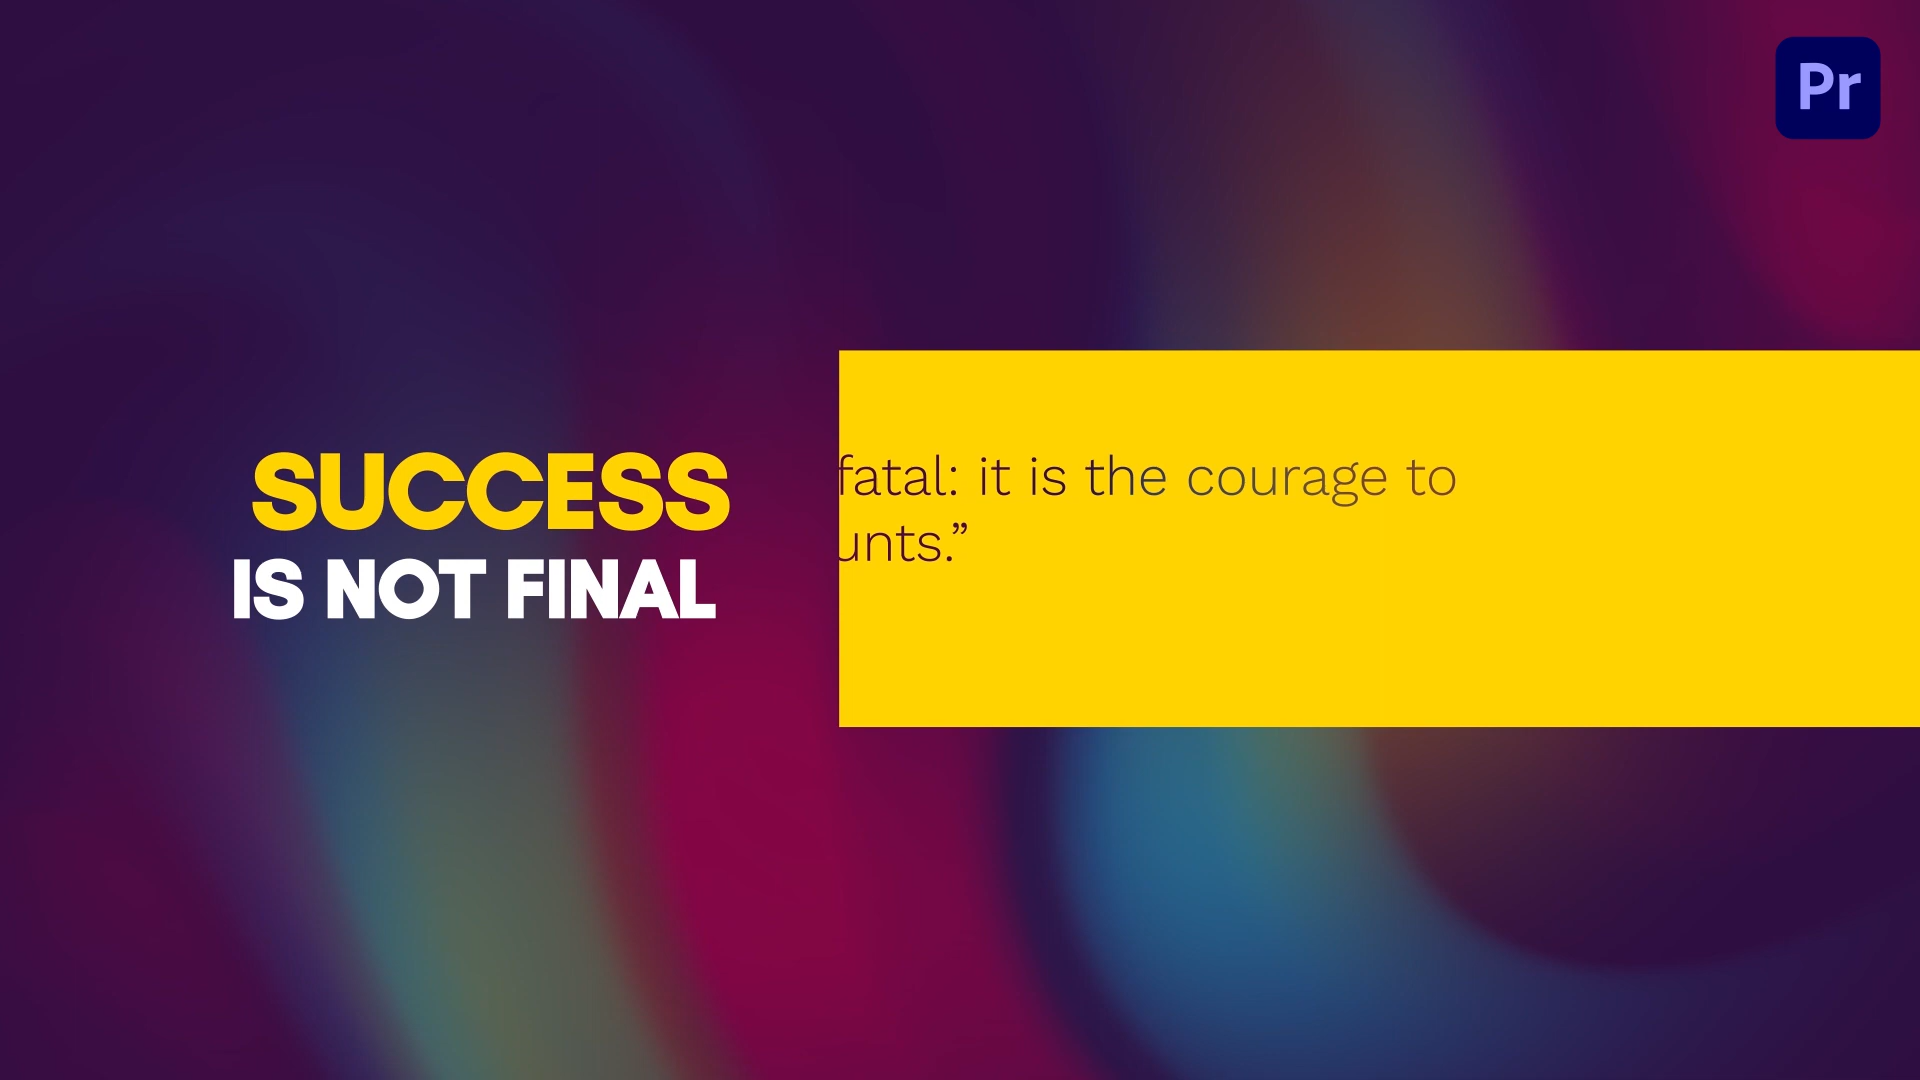 Pr
SUCCESS
IS NOT FINAL
fatal: it is the courage to
unts.”